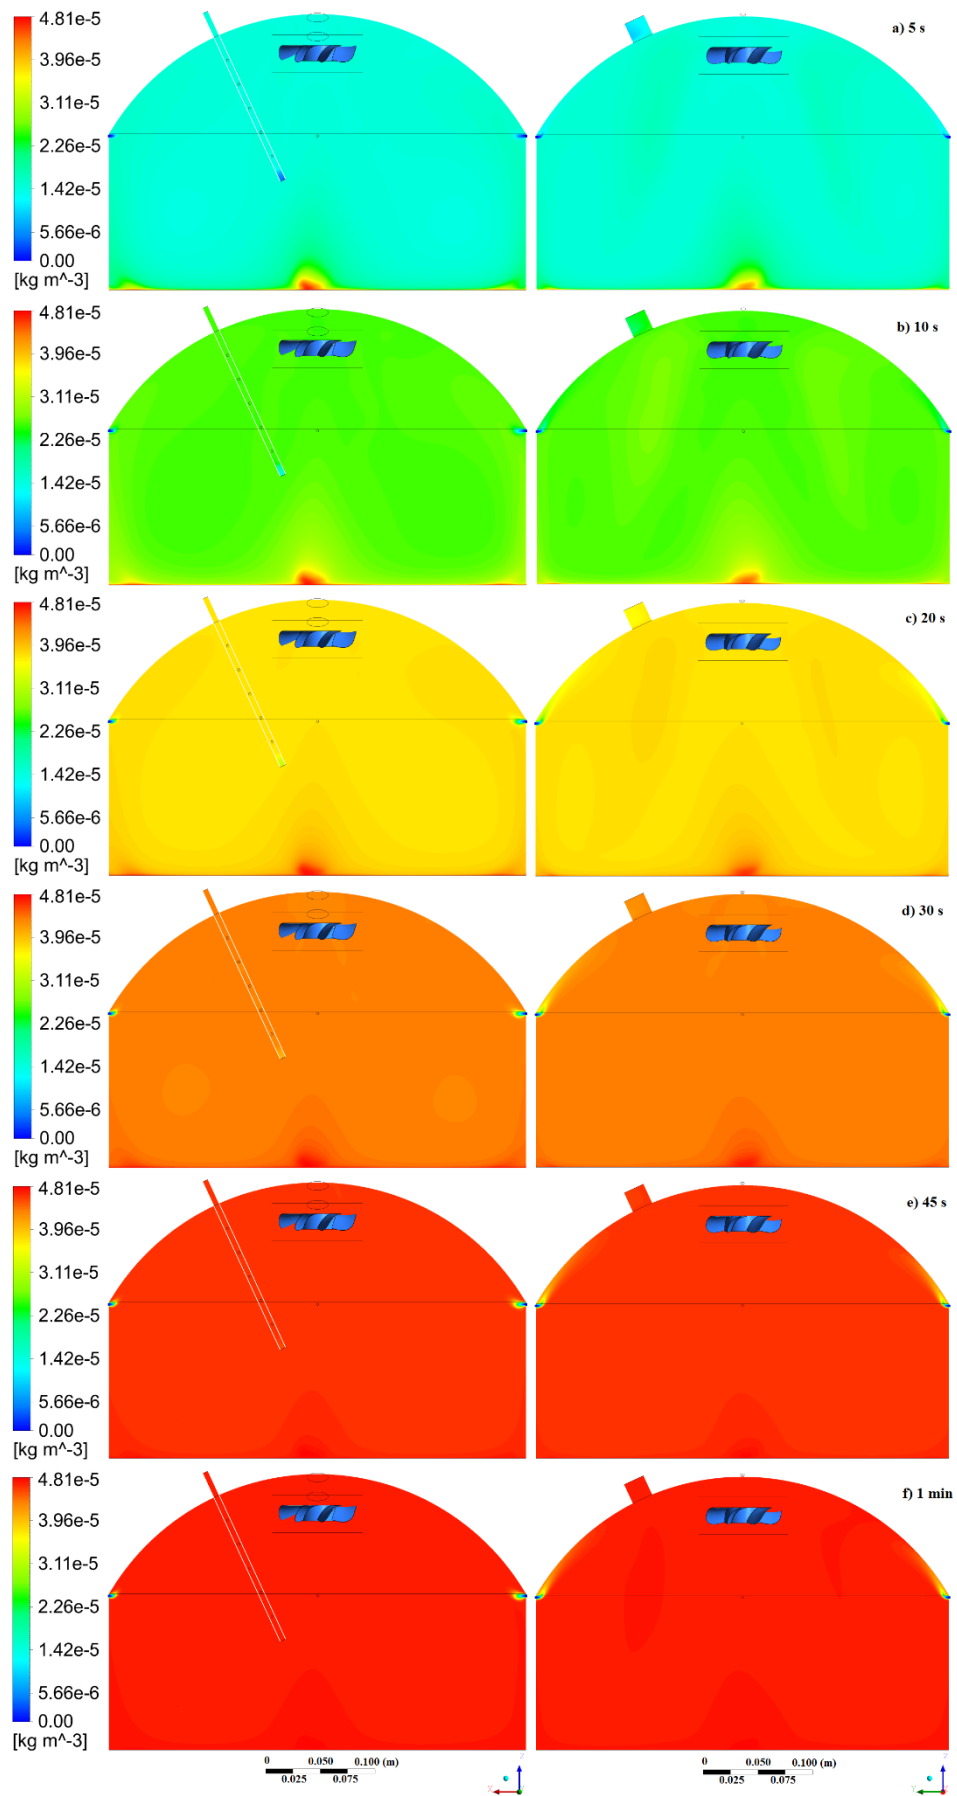 4.81e-5
3.96e-5
3.11e-5
2.26e-5
1.42e-5
5.66e-6
0.00
[kg m^-3]
a) 5 s
4.81e-5
3.96e-5
3.11e-5
2.26e-5
1.42e-5
5.66e-6
0.00
[kg m^-3]
b) 10 s
4.81e-5
3.96e-5
3.11e-5
2.26e-5
1.42e-5
5.66e-6
0.00
[kg m^-3]
c) 20 s
4.81e-5
3.96e-5
3.11e-5
2.26e-5
1.42e-5
5.66e-6
0.00
[kg m^-3]
d) 30 s
4.81e-5
3.96e-5
3.11e-5
2.26e-5
1.42e-5
5.66e-6
0.00
[kg m^-3]
e) 45 s
4.81e-5
3.96e-5
3.11e-5
2.26e-5
1.42e-5
5.66e-6
0.00
[kg m^-3]
f) 1 min
0 0.050 0.100 (m)
0.025 0.075
Z
X
0 0.050 0.100 (m)
0.025 0.075
Z
Y